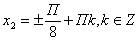 x₂ = ± П/8 + Пk, k ∈ Z